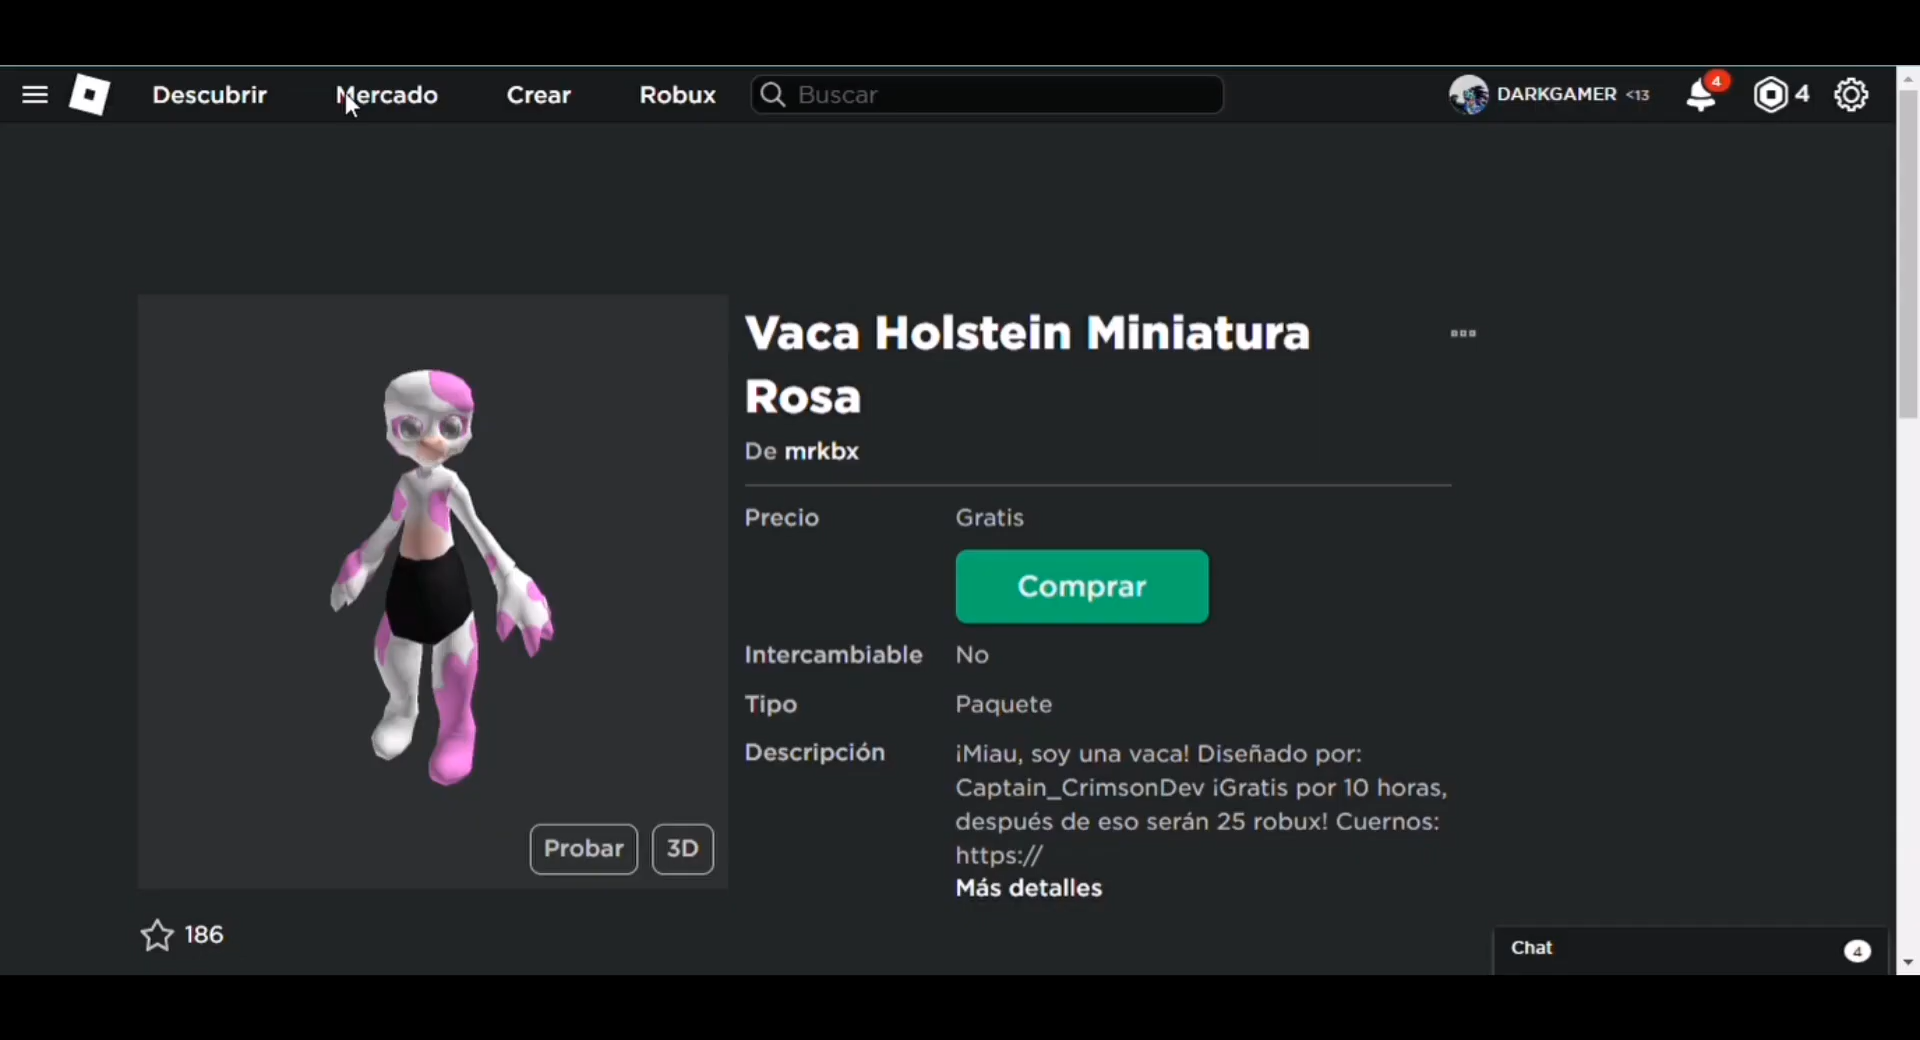 Descubrir
Mercado
Crear
Robux
Buscar
DARKGAMER <13
4
4
Vaca Holstein Miniatura
Rosa
De mrkbx
Precio
Gratis
Comprar
Intercambiable
No
Tipo
Paquete
Descripción
¡Miau, soy una vaca! Diseñado por:
Captain_CrimsonDev ¡Gratis por 10 horas,
después de eso serán 25 robux! Cuernos:
https://
Más detalles
Probar
3D
186
Chat
4